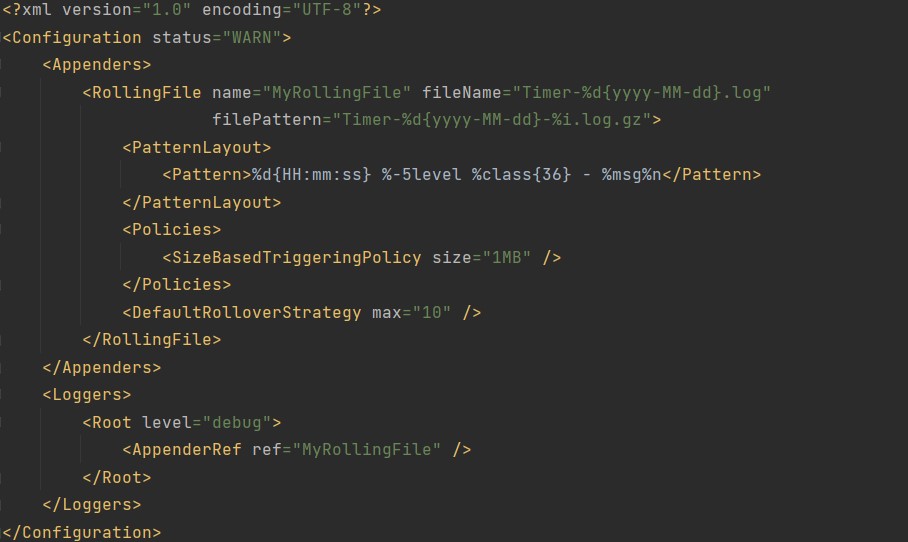 <?xml version="1.0" encoding="UTF-8"?>
<Configuration status="WARN">
    <Appenders>
        <RollingFile name="MyRollingFile" fileName="Timer-%d{yyyy-MM-dd}.log"
                     filePattern="Timer-%d{yyyy-MM-dd}-%i.log.gz">
            <PatternLayout>
                <Pattern>%d{HH:mm:ss} %-5level %class{36} - %msg%n</Pattern>
            </PatternLayout>
            <Policies>
                <SizeBasedTriggeringPolicy size="1MB" />
            </Policies>
            <DefaultRolloverStrategy max="10" />
        </RollingFile>
    </Appenders>
    <Loggers>
        <Root level="debug">
            <AppenderRef ref="MyRollingFile" />
        </Root>
    </Loggers>
</Configuration>